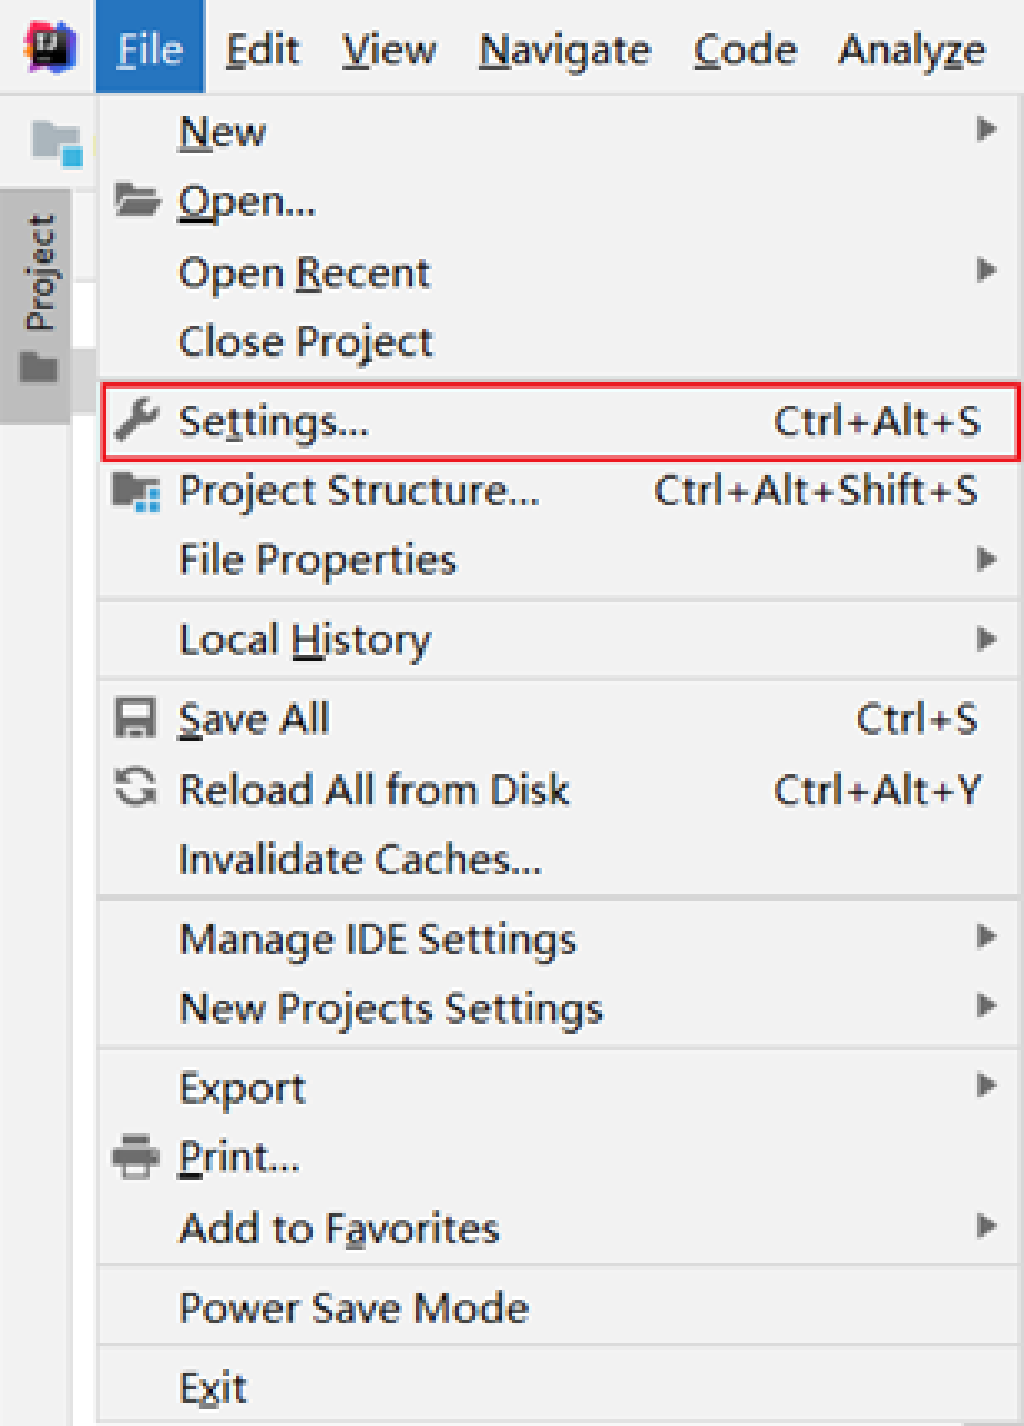 IJ
File Edit View Navigate Code Analyze
Project
New
Open...
Open Recent
Close Project
Settings... Ctrl+Alt+S
Project Structure... Ctrl+Alt+Shift+S
File Properties
Local History
Save All Ctrl+S
Reload All from Disk Ctrl+Alt+Y
Invalidate Caches...
Manage IDE Settings
New Projects Settings
Export
Print...
Add to Favorites
Power Save Mode
Exit